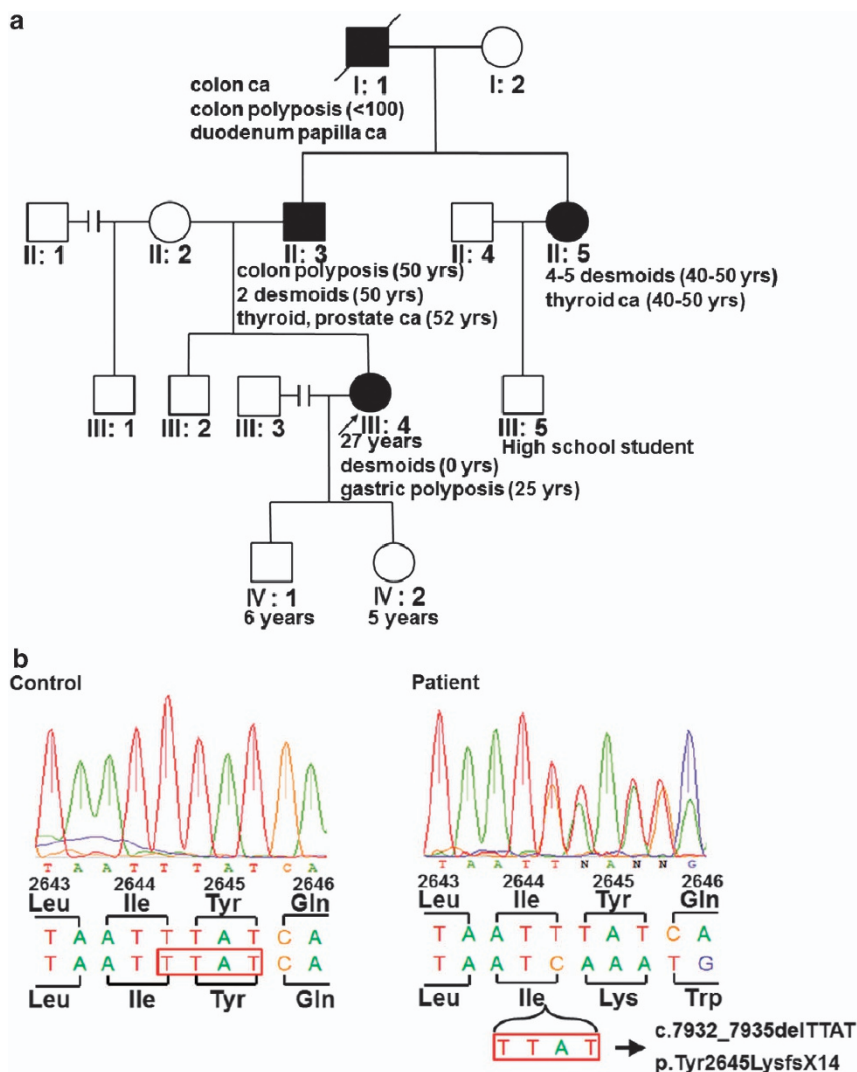 a
I: 1
I: 2
colon ca
colon polyposis (<100)
duodenum papilla ca
II: 1
II: 2
II: 3
II: 4
II: 5
colon polyposis (50 yrs)
2 desmoids (50 yrs)
thyroid, prostate ca (52 yrs)
4-5 desmoids (40-50 yrs)
thyroid ca (40-50 yrs)
III: 1
III: 2
III: 3
III: 4
III: 5
27 years
desmoids (0 yrs)
gastric polyposis (25 yrs)
High school student
IV: 1
6 years
IV: 2
5 years
b
Control
T A A T T T A T C A
2643 2644 2645 2646
Leu Ile Tyr Gln
T A A T T T A T C A
T A A T T T A T C A
Leu Ile Tyr Gln
Patient
T A A T T N A N N G
2643 2644 2645 2646
Leu Ile Tyr Gln
T A A T T T A T C A
T A A T C A A A T G
Leu Ile Lys Trp
T T A T
c.7932_7935delTTAT
p.Tyr2645LysfsX14